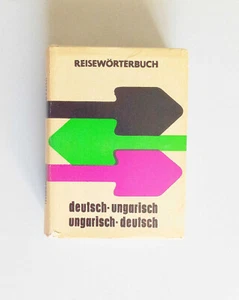 REISEWÖRTERBUCH
deutsch-ungarisch
ungarisch-deutsch